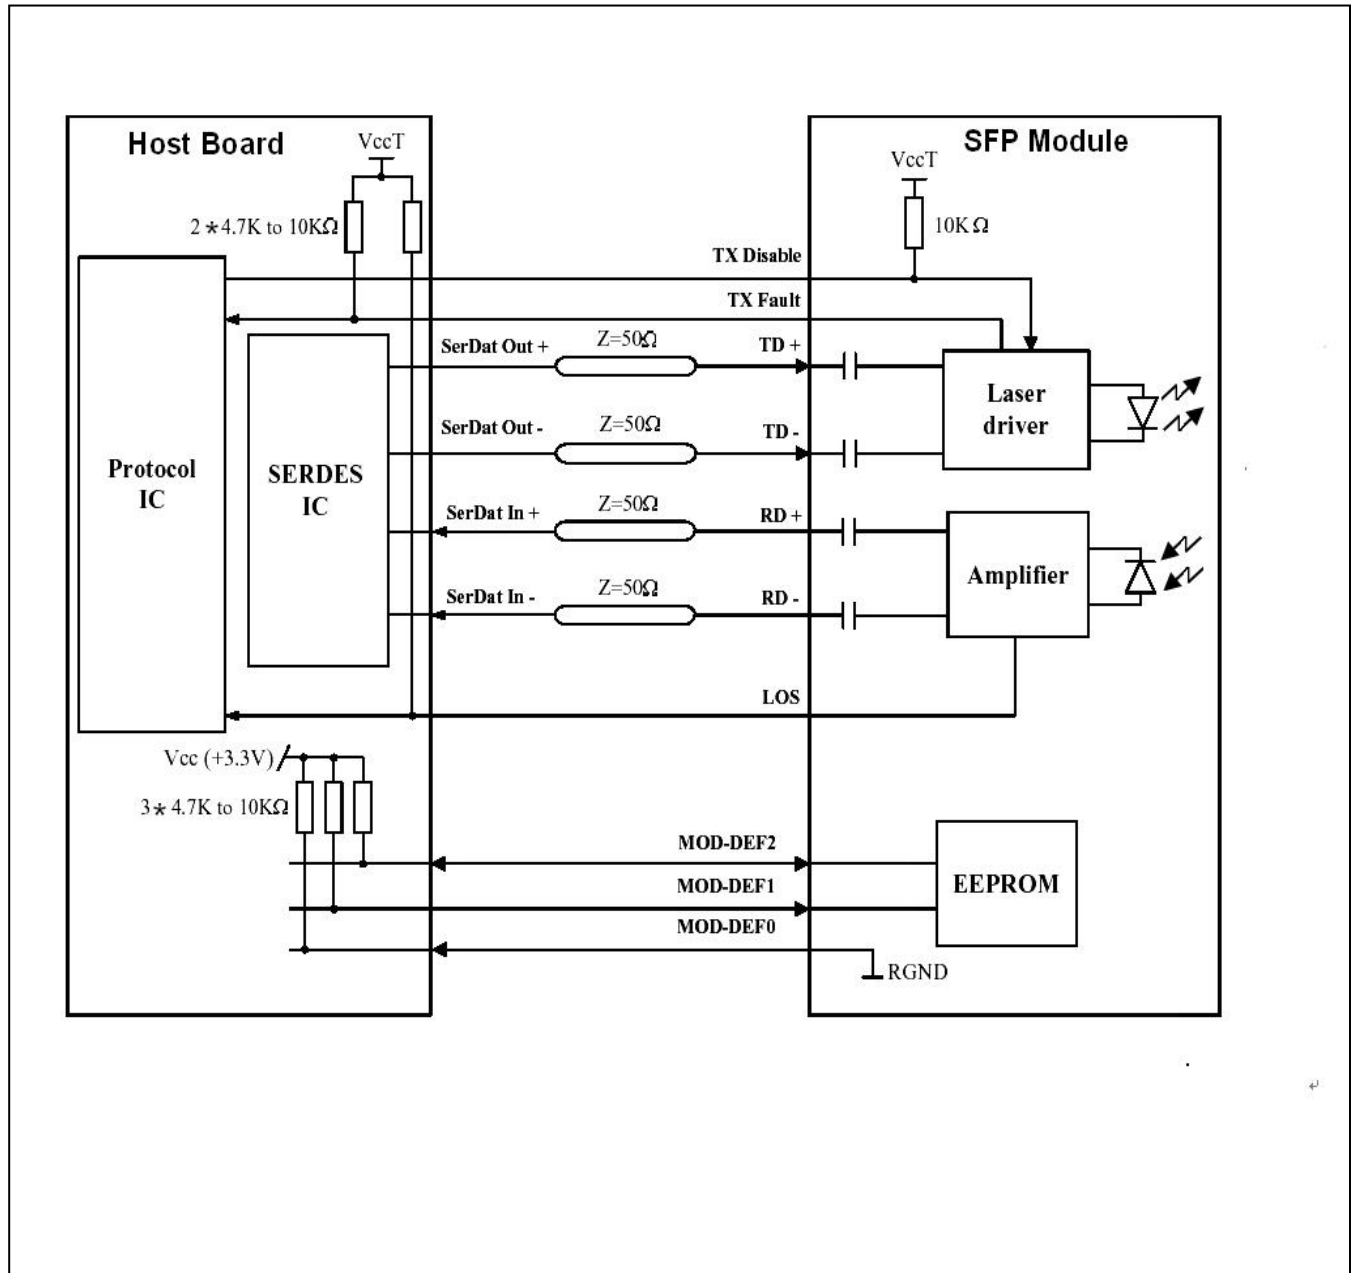 Host Board
VccT
SFP Module
VccT
2*4.7K to 10KΩ
10KΩ
TX Disable
TX Fault
SerDat Out +
Z=50Ω
TD +
Laser
driver
SerDat Out -
Z=50Ω
TD -
Protocol
IC
SERDES
IC
SerDat In +
Z=50Ω
RD +
Amplifier
SerDat In -
Z=50Ω
RD -
LOS
Vcc (+3.3V)
3*4.7K to 10KΩ
MOD-DEF2
MOD-DEF1
MOD-DEF0
EEPROM
RGND